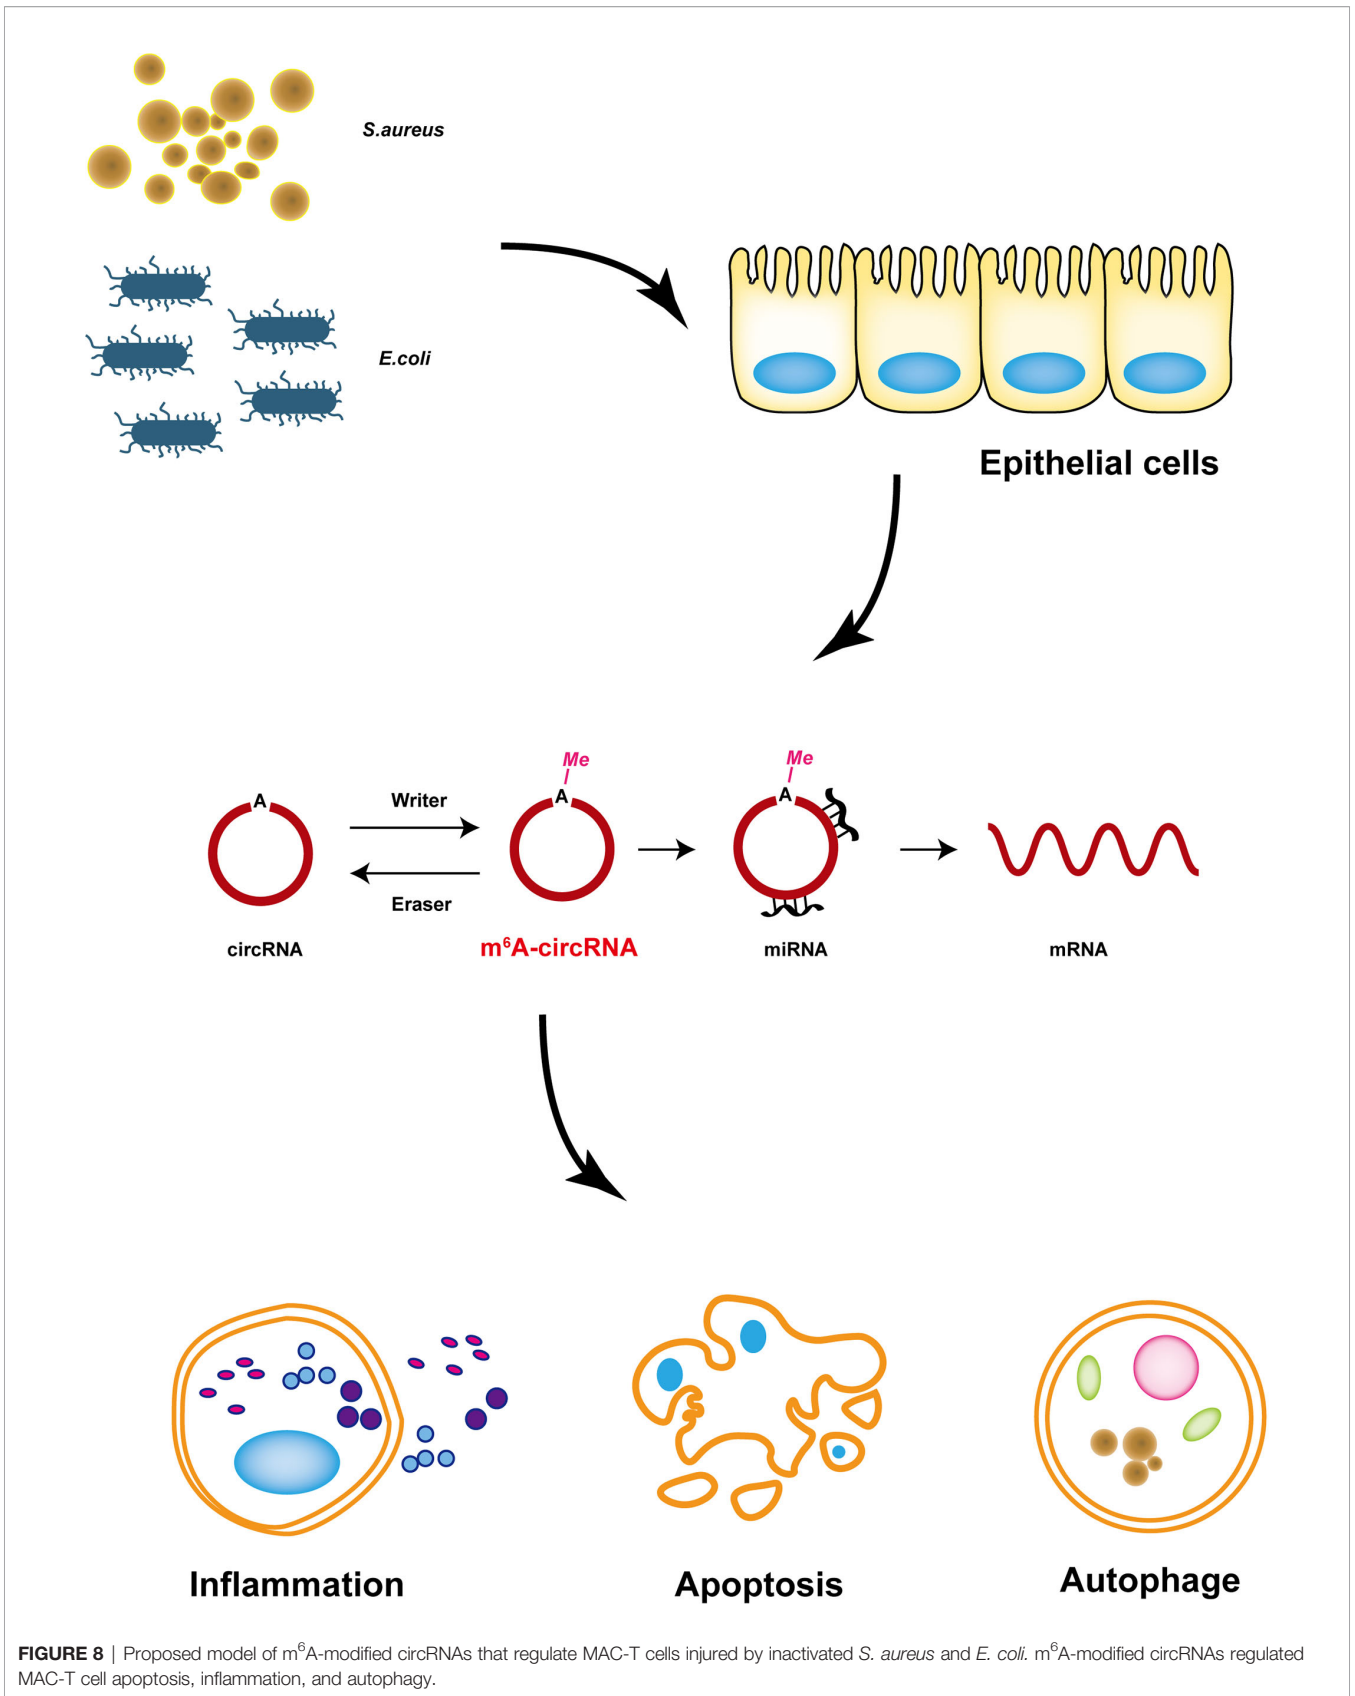 S.aureus
E.coli
Epithelial cells
Me
Me
A
A
A
Writer
Eraser
circRNA
m⁶A-circRNA
miRNA
mRNA
Inflammation
Apoptosis
Autophage
FIGURE 8 | Proposed model of m⁶A-modified circRNAs that regulate MAC-T cells injured by inactivated S. aureus and E. coli. m⁶A-modified circRNAs regulated
MAC-T cell apoptosis, inflammation, and autophagy.